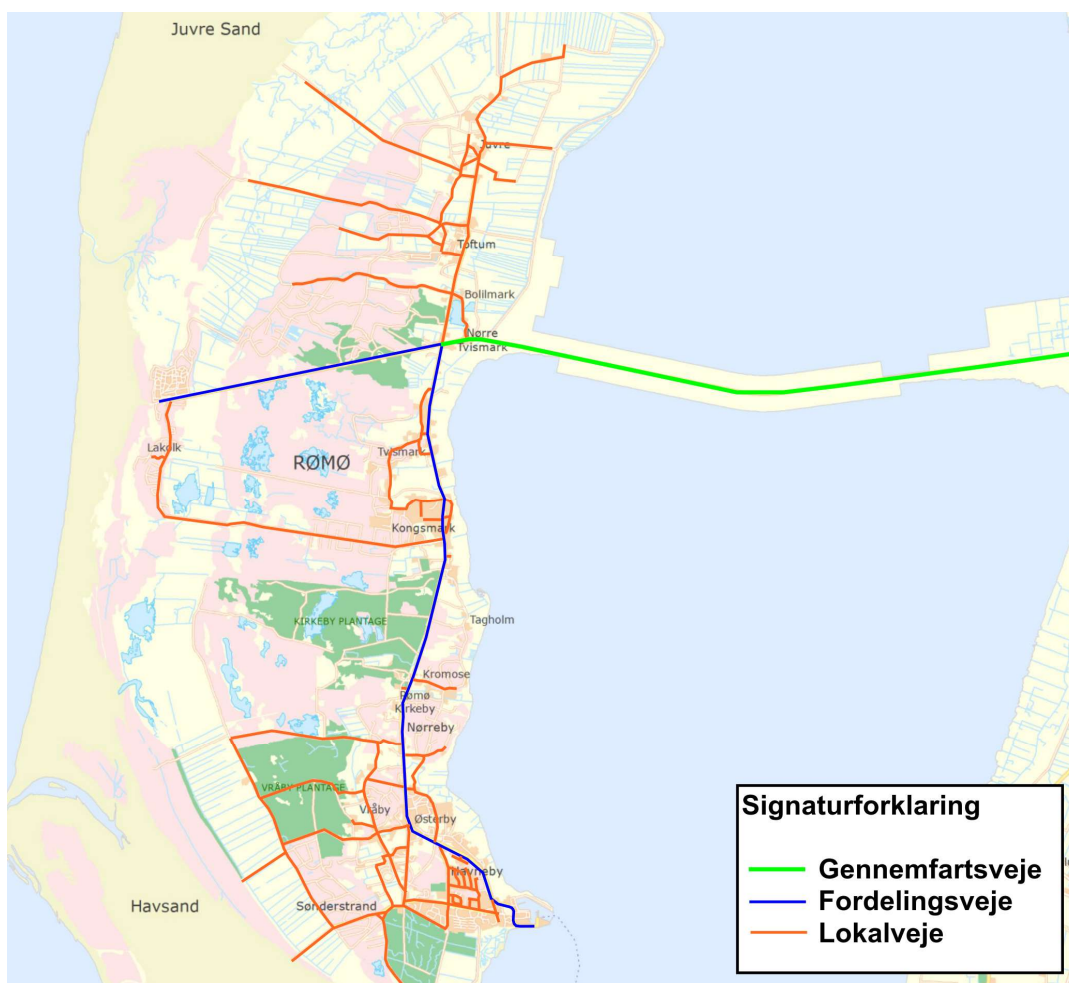 Juvre Sand
Juvre
Toftum
Bolilmark
Nørre
Tvismark
Lakolk
Tvismark
RØMØ
Kongsmark
KIRKEBY PLANTAGE
Tagholm
Kromose
Rømø
Kirkeby
Nørreby
VRÅBY PLANTAGE
Vråby
Østerby
Havneby
Sønderstrand
Havsand
Signaturforklaring
Gennemfartsveje
Fordelingsveje
Lokalveje